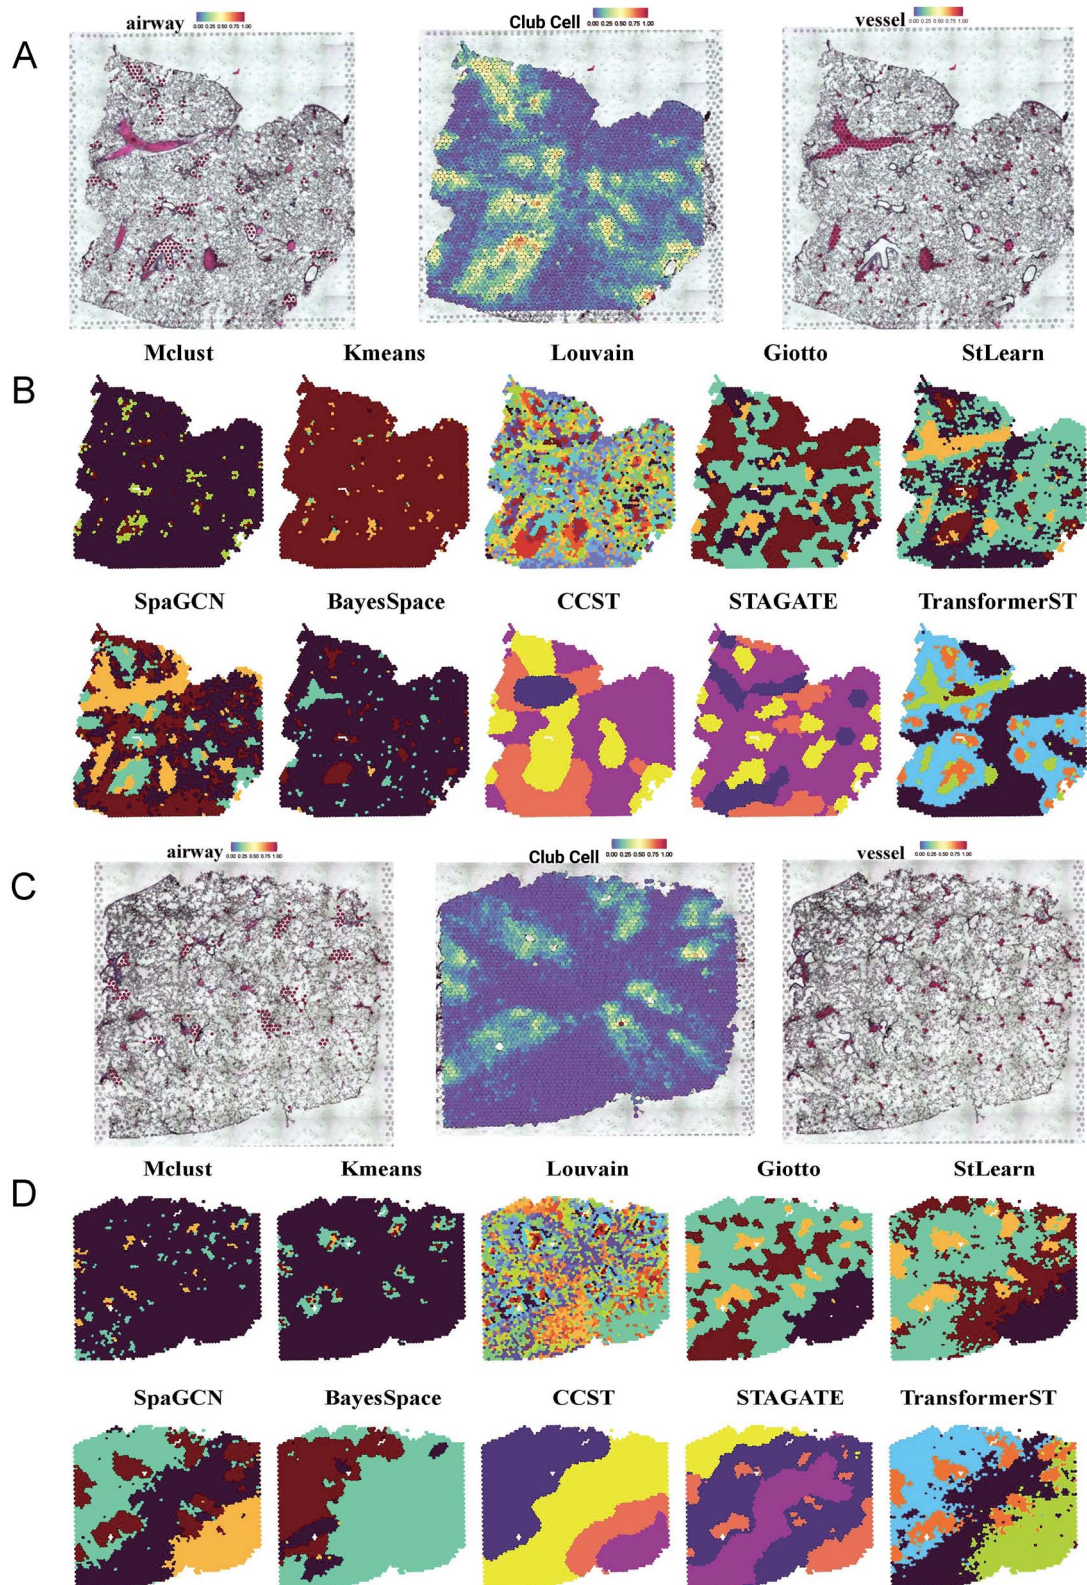 A
airway
0.00 0.25 0.50 0.75 1.00
Club Cell
0.00 0.25 0.50 0.75 1.00
vessel
0.00 0.25 0.50 0.75 1.00
B
Mclust Kmeans Louvain Giotto StLearn
SpaGCN BayesSpace CCST STAGATE TransformerST
C
airway
0.00 0.25 0.50 0.75 1.00
Club Cell
0.00 0.25 0.50 0.75 1.00
vessel
0.00 0.25 0.50 0.75 1.00
D
Mclust Kmeans Louvain Giotto StLearn
SpaGCN BayesSpace CCST STAGATE TransformerST